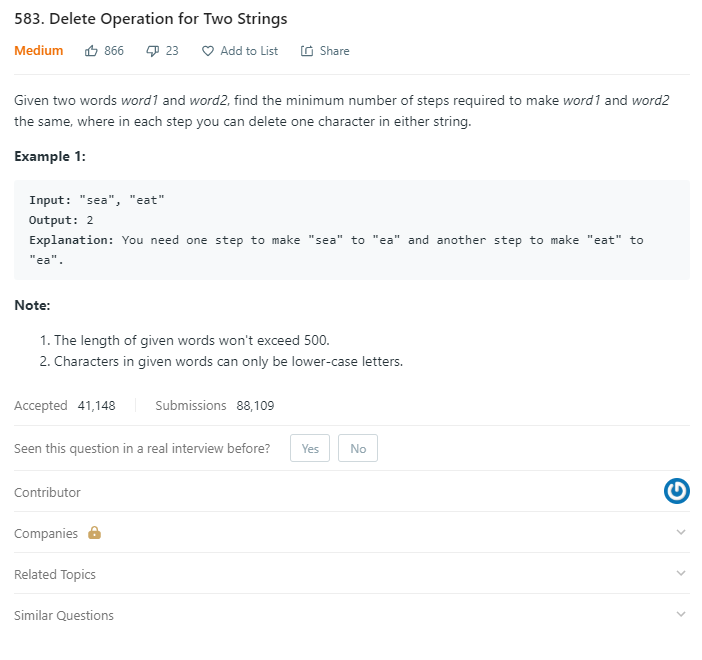 583. Delete Operation for Two Strings
Medium 866 23 Add to List Share
Given two words word1 and word2, find the minimum number of steps required to make word1 and word2
the same, where in each step you can delete one character in either string.
Example 1:
Input: "sea", "eat"
Output: 2
Explanation: You need one step to make "sea" to "ea" and another step to make "eat" to
"ea".
Note:
1. The length of given words won't exceed 500.
2. Characters in given words can only be lower-case letters.
Accepted 41,148 Submissions 88,109
Seen this question in a real interview before? Yes No
Contributor
Companies
Related Topics
Similar Questions